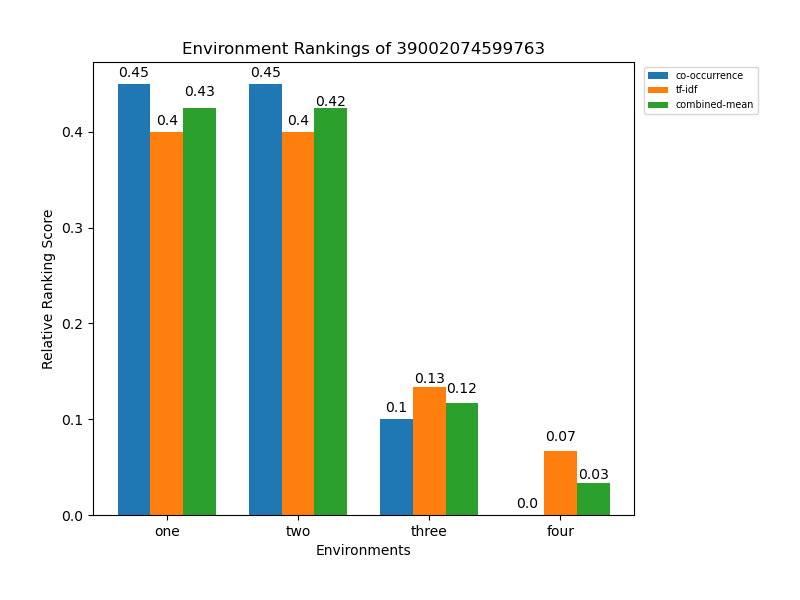 Environment Rankings of 39002074599763
co-occurrence
tf-idf
combined-mean
0.45
0.4
0.43
0.45
0.4
0.42
0.1
0.13
0.12
0.0
0.07
0.03
Relative Ranking Score
0.4
0.3
0.2
0.1
0.0
one two three four
Environments